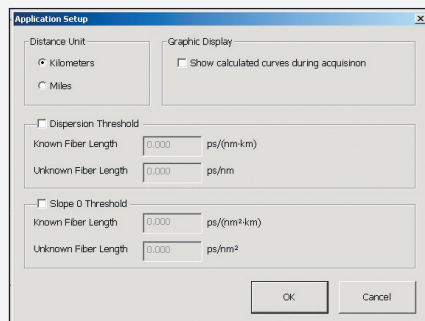 Application Setup
Distance Unit
Kilometers
Miles
Graphic Display
Show calculated curves during acquisinon
Dispersion Threshold
Known Fiber Length 0.000 ps/(nm·km)
Unknown Fiber Length 0.000 ps/nm
Slope 0 Threshold
Known Fiber Length 0.000 ps/(nm²·km)
Unknown Fiber Length 0.000 ps/nm²
OK Cancel